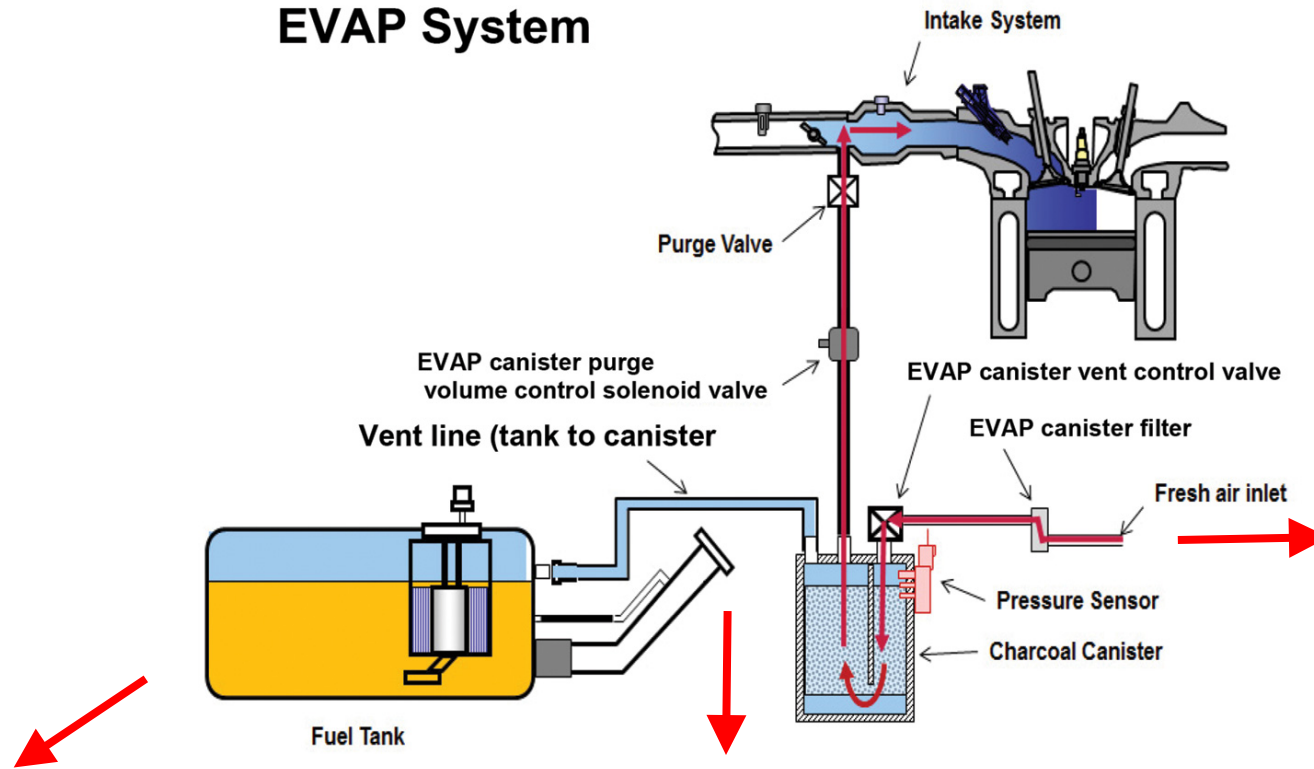 EVAP System
Intake System
Purge Valve
EVAP canister purge
volume control solenoid valve
EVAP canister vent control valve
Vent line (tank to canister
EVAP canister filter
Fresh air inlet
Pressure Sensor
Charcoal Canister
Fuel Tank